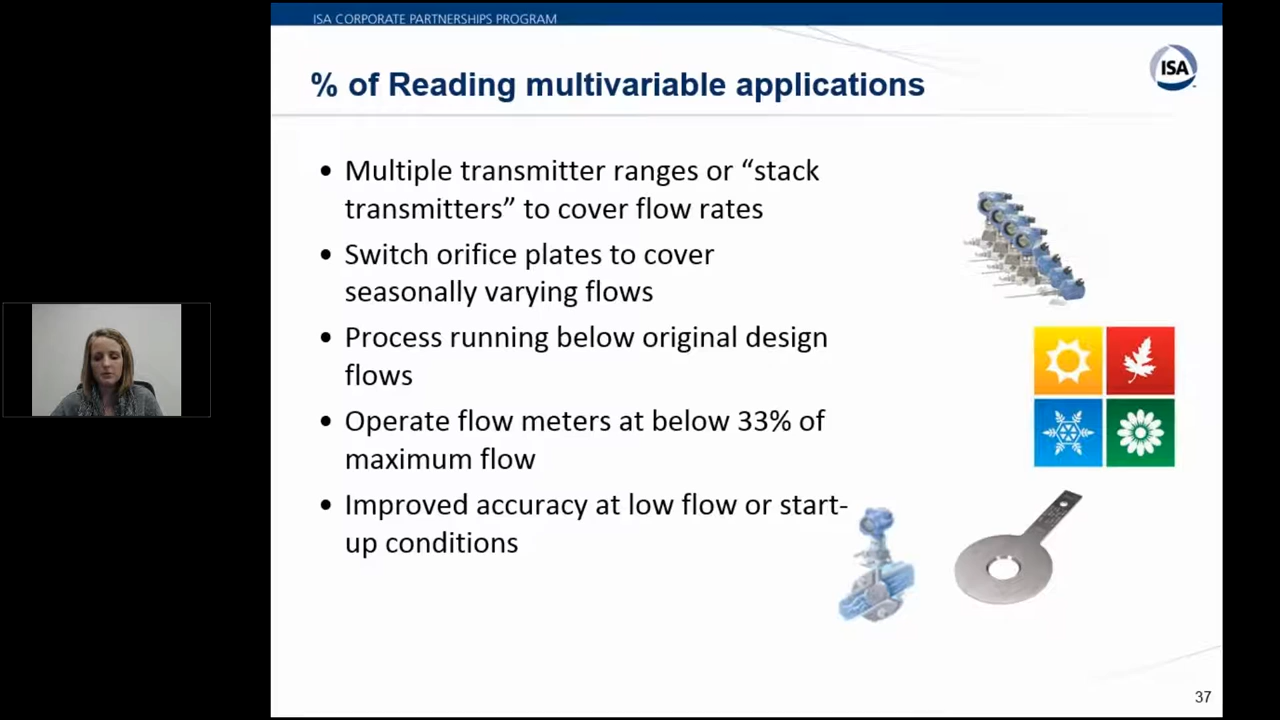 ISA CORPORATE PARTNERSHIPS PROGRAM
% of Reading multivariable applications
ISA
• Multiple transmitter ranges or “stack
transmitters” to cover flow rates
• Switch orifice plates to cover
seasonally varying flows
• Process running below original design
flows
• Operate flow meters at below 33% of
maximum flow
• Improved accuracy at low flow or start-
up conditions
37